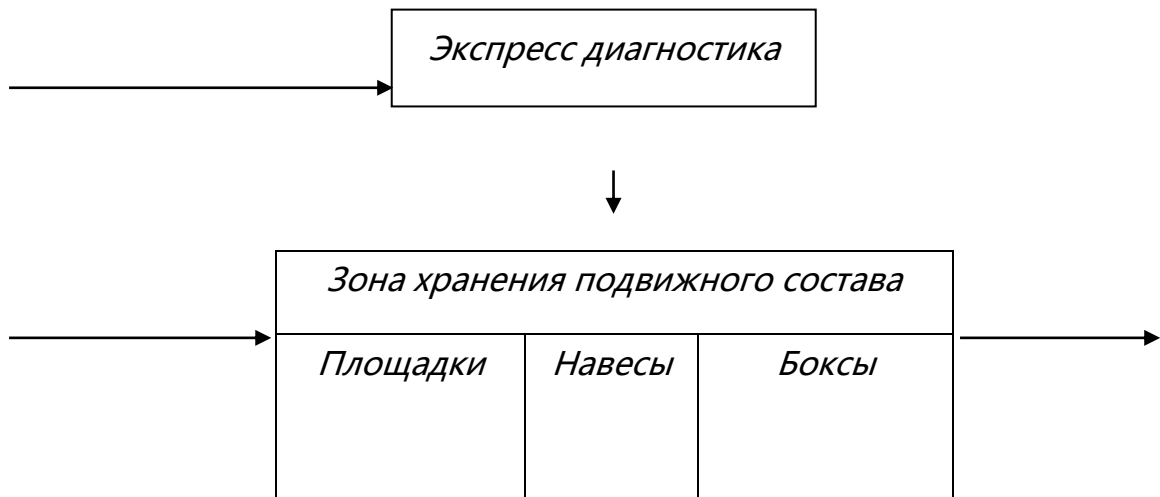 Экспресс диагностика
Зона хранения подвижного состава
Площадки Навесы Боксы